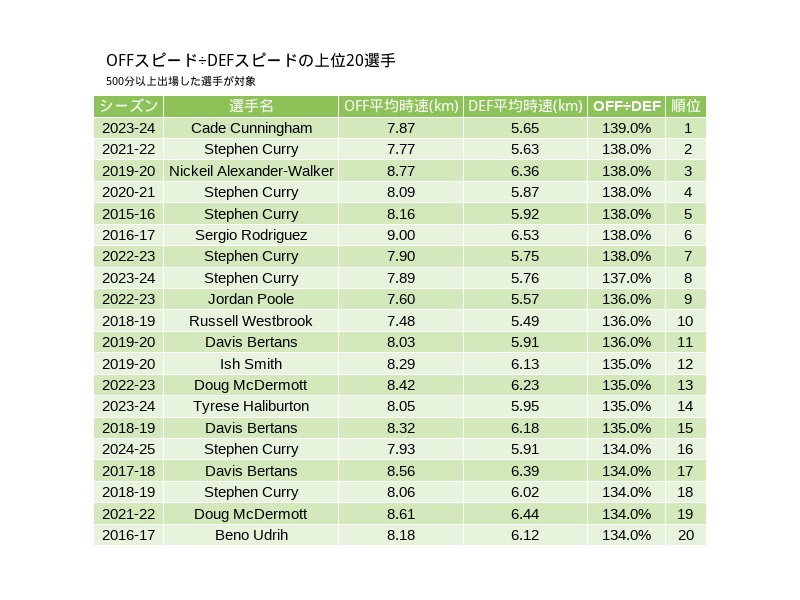 OFFスピード÷DEFスピードの上位20選手
500分以上出場した選手が対象
シーズン 選手名 OFF平均時速(km) DEF平均時速(km) OFF÷DEF 順位
2023-24 Cade Cunningham 7.87 5.65 139.0% 1
2021-22 Stephen Curry 7.77 5.63 138.0% 2
2019-20 Nickeil Alexander-Walker 8.77 6.36 138.0% 3
2020-21 Stephen Curry 8.09 5.87 138.0% 4
2015-16 Stephen Curry 8.16 5.92 138.0% 5
2016-17 Sergio Rodriguez 9.00 6.53 138.0% 6
2022-23 Stephen Curry 7.90 5.75 138.0% 7
2023-24 Stephen Curry 7.89 5.76 137.0% 8
2022-23 Jordan Poole 7.60 5.57 136.0% 9
2018-19 Russell Westbrook 7.48 5.49 136.0% 10
2019-20 Davis Bertans 8.03 5.91 136.0% 11
2019-20 Ish Smith 8.29 6.13 135.0% 12
2022-23 Doug McDermott 8.42 6.23 135.0% 13
2023-24 Tyrese Haliburton 8.05 5.95 135.0% 14
2018-19 Davis Bertans 8.32 6.18 135.0% 15
2024-25 Stephen Curry 7.93 5.91 134.0% 16
2017-18 Davis Bertans 8.56 6.39 134.0% 17
2018-19 Stephen Curry 8.06 6.02 134.0% 18
2021-22 Doug McDermott 8.61 6.44 134.0% 19
2016-17 Beno Udrih 8.18 6.12 134.0% 20